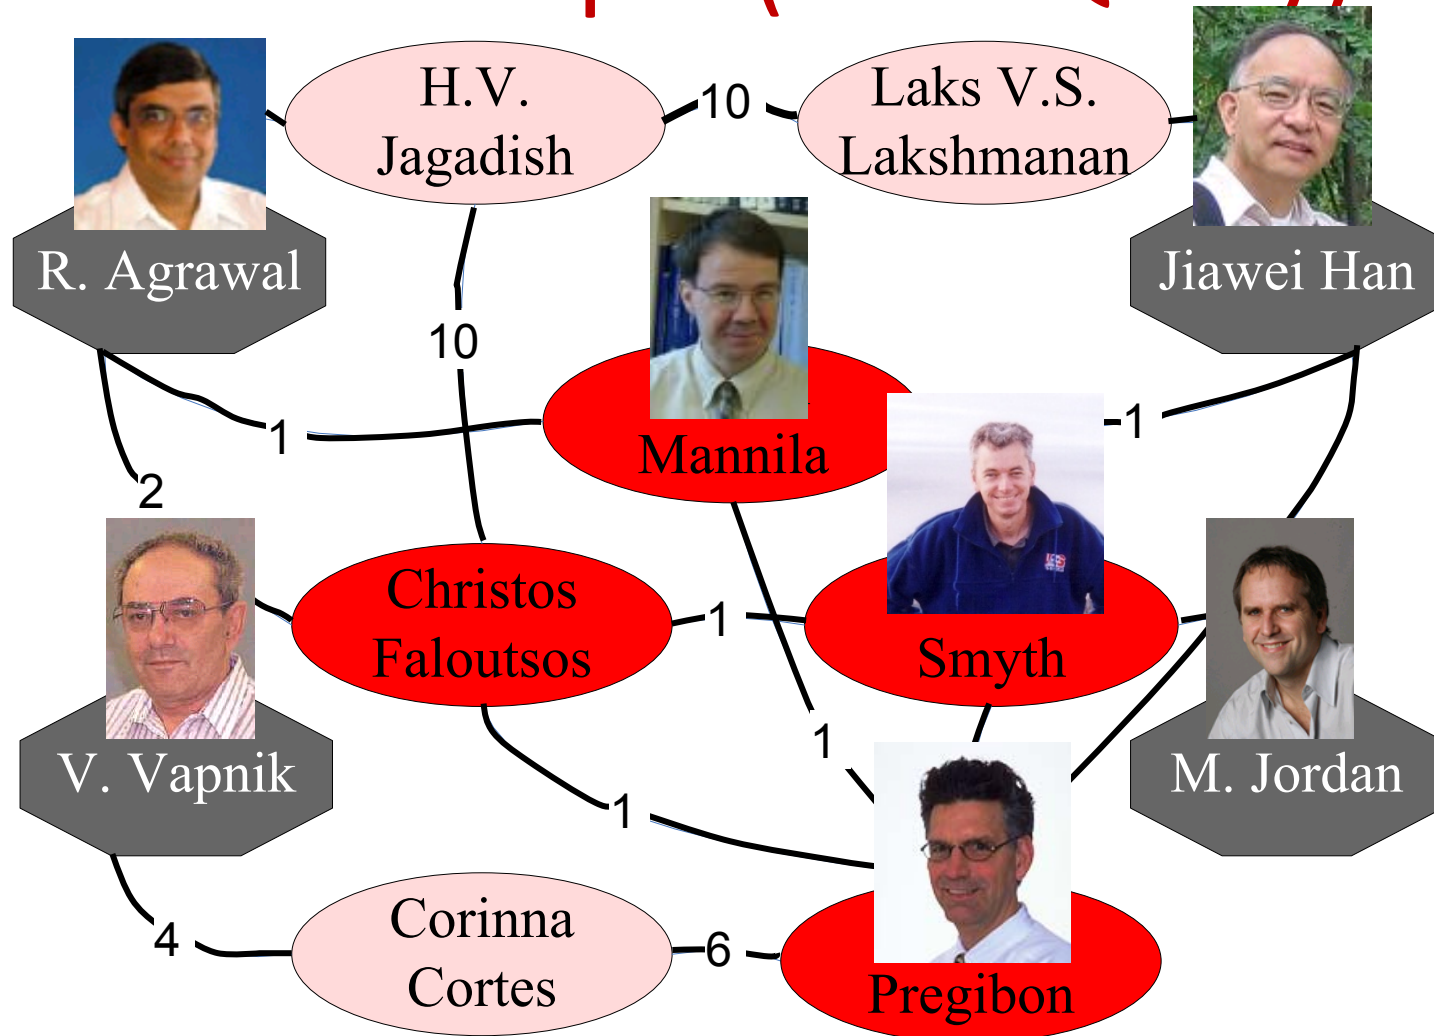 H.V.
Jagadish
10
Laks V.S.
Lakshmanan
R. Agrawal
Jiawei Han
10
1
Mannila
1
2
Christos
Faloutsos
1
Smyth
1
V. Vapnik
M. Jordan
1
4
Corinna
Cortes
6
Pregibon